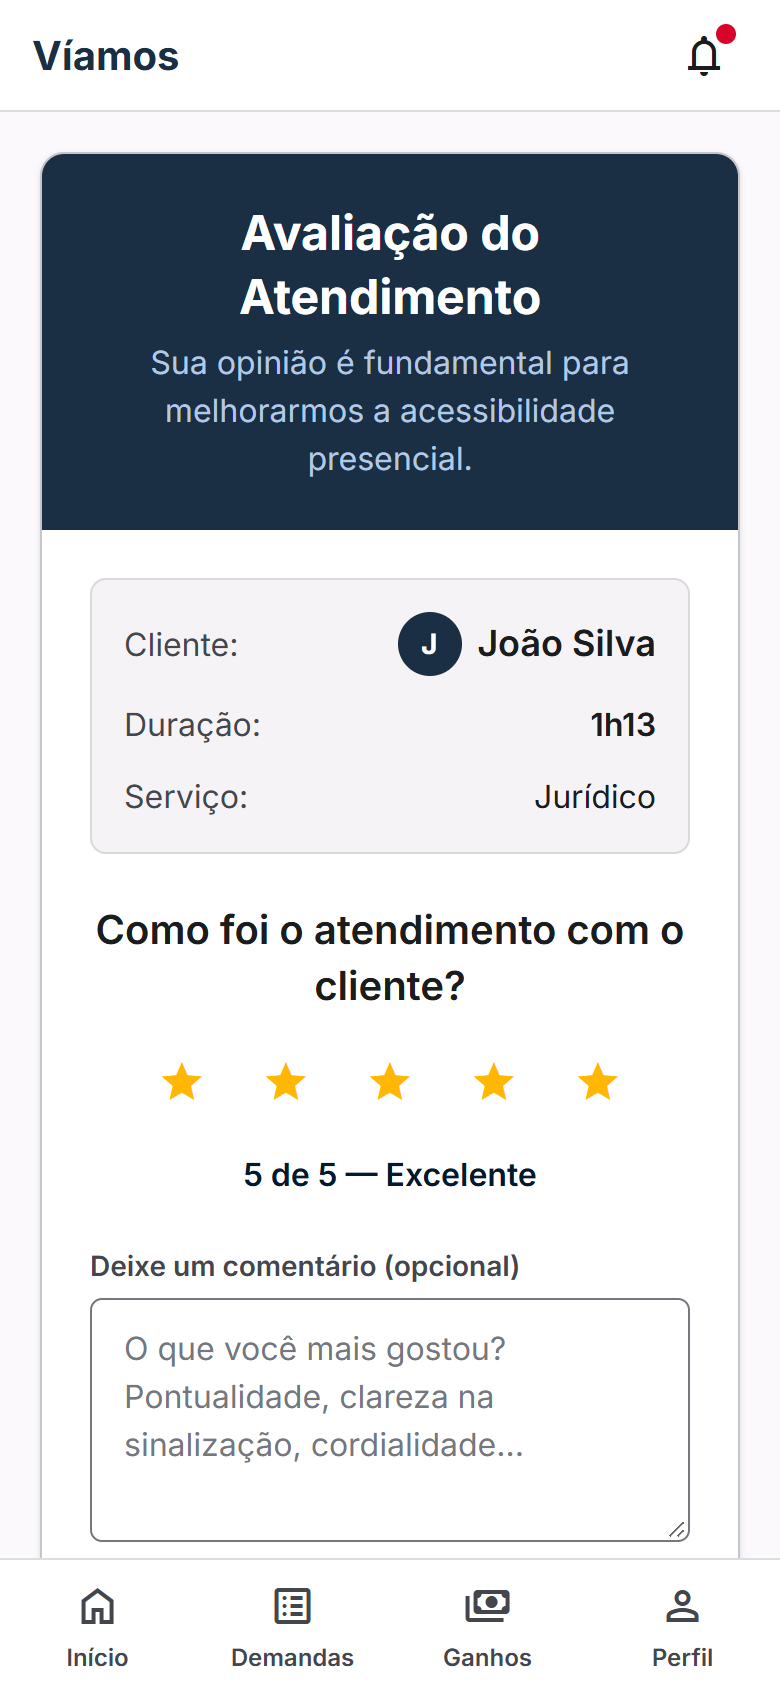 Víamos
Avaliação do
Atendimento
Sua opinião é fundamental para
melhorarmos a acessibilidade
presencial.
Cliente: J João Silva
Duração: 1h13
Serviço: Jurídico
Como foi o atendimento com o
cliente?
5 de 5 — Excelente
Deixe um comentário (opcional)
O que você mais gostou?
Pontualidade, clareza na
sinalização, cordialidade...
Início Demandas Ganhos Perfil